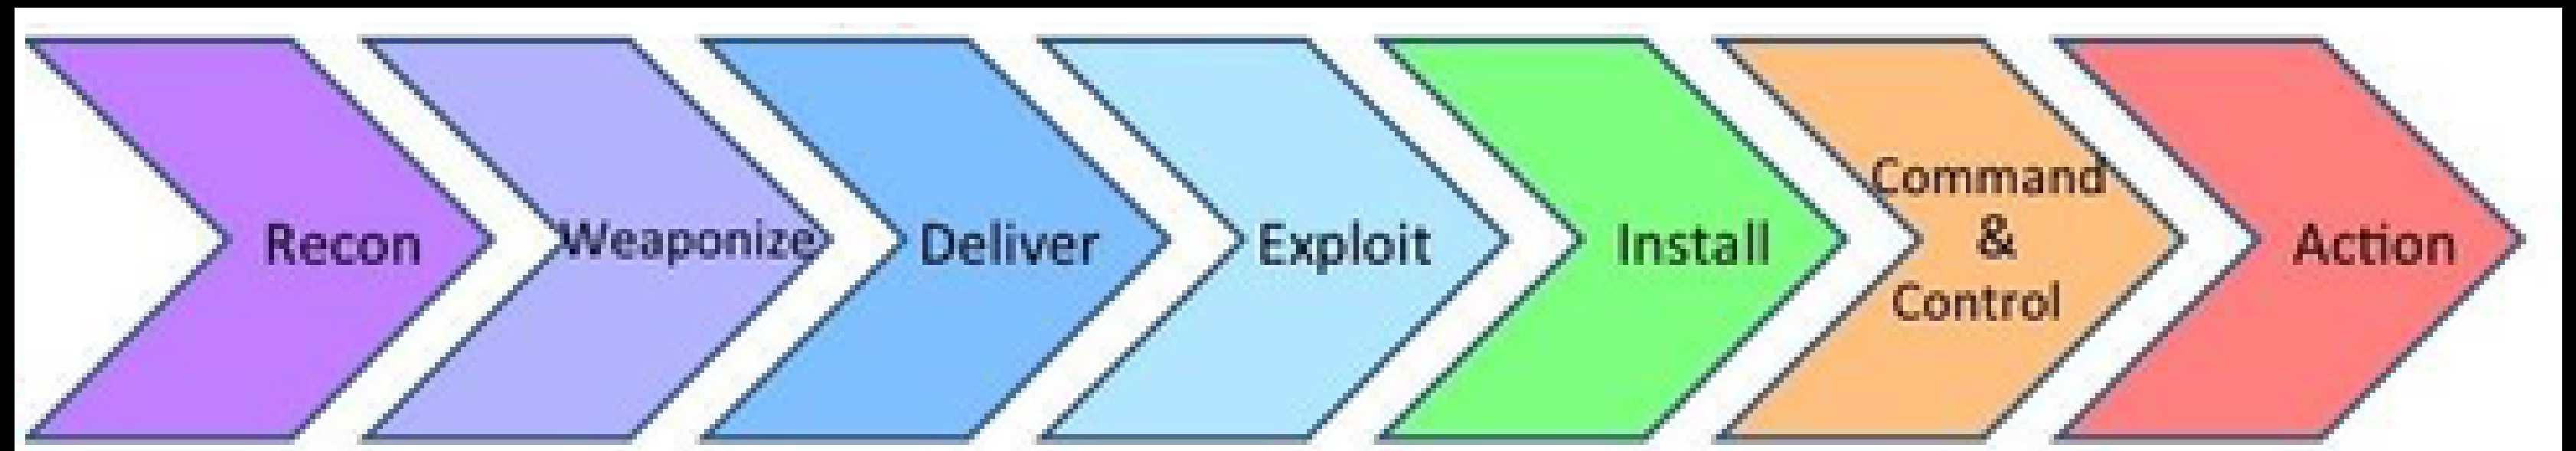 Recon
Weaponize
Deliver
Exploit
Install
Command
&
Control
Action